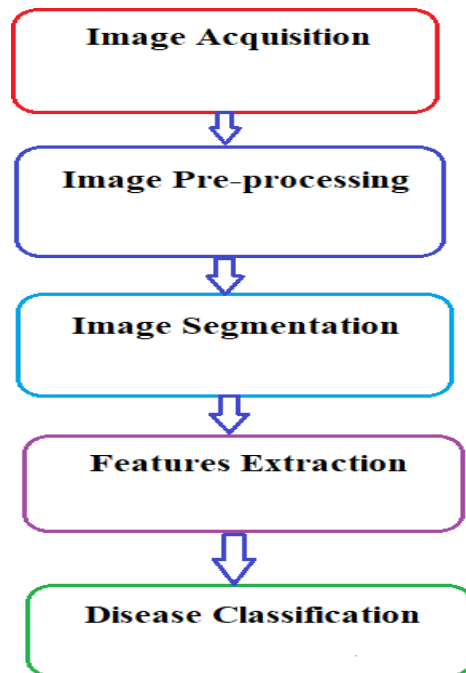 Image Acquisition
Image Pre-processing
Image Segmentation
Features Extraction
Disease Classification